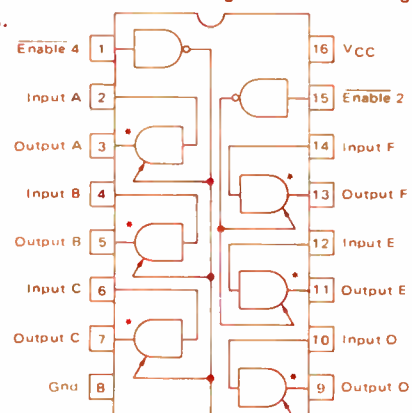 Enable 4 1
16 VCC
Input A 2
15 Enable 2
Output A 3
14 Input F
Input B 4
13 Output F
Output B 5
12 Input E
Input C 6
11 Output E
Output C 7
10 Input O
Gnd 8
9 Output O